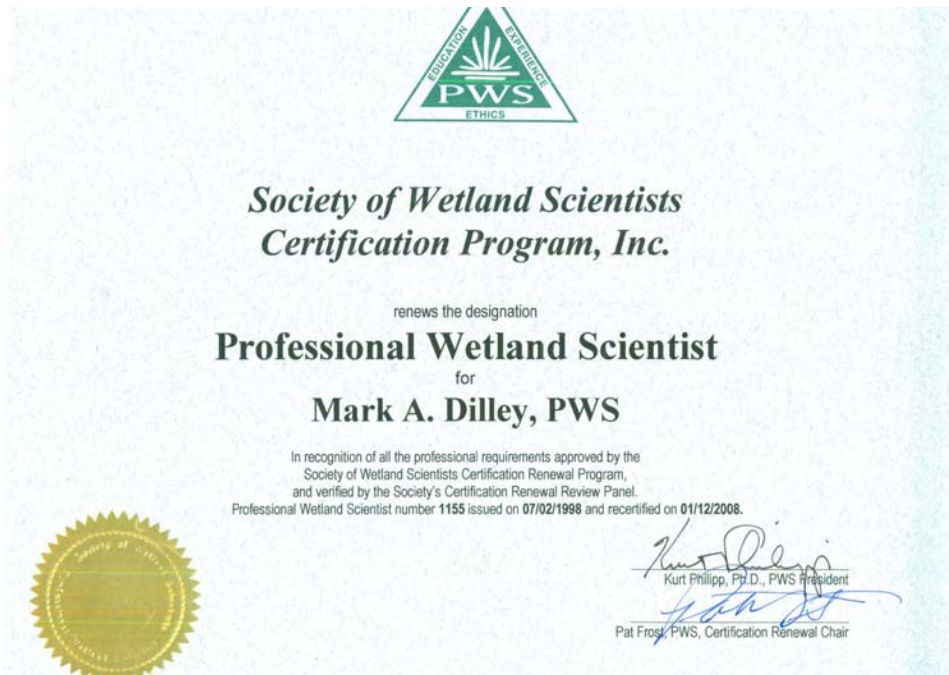 EDUCATION
EXPERIENCE
PWS
ETHICS
Society of Wetland Scientists
Certification Program, Inc.
renews the designation
Professional Wetland Scientist
for
Mark A. Dilley, PWS
In recognition of all the professional requirements approved by the
Society of Wetland Scientists Certification Renewal Program,
and verified by the Society's Certification Renewal Review Panel.
Professional Wetland Scientist number 1155 issued on 07/02/1998 and recertified on 01/12/2008.
Kurt Philipp, Ph.D., PWS President
Pat Frost, PWS, Certification Renewal Chair
Society of